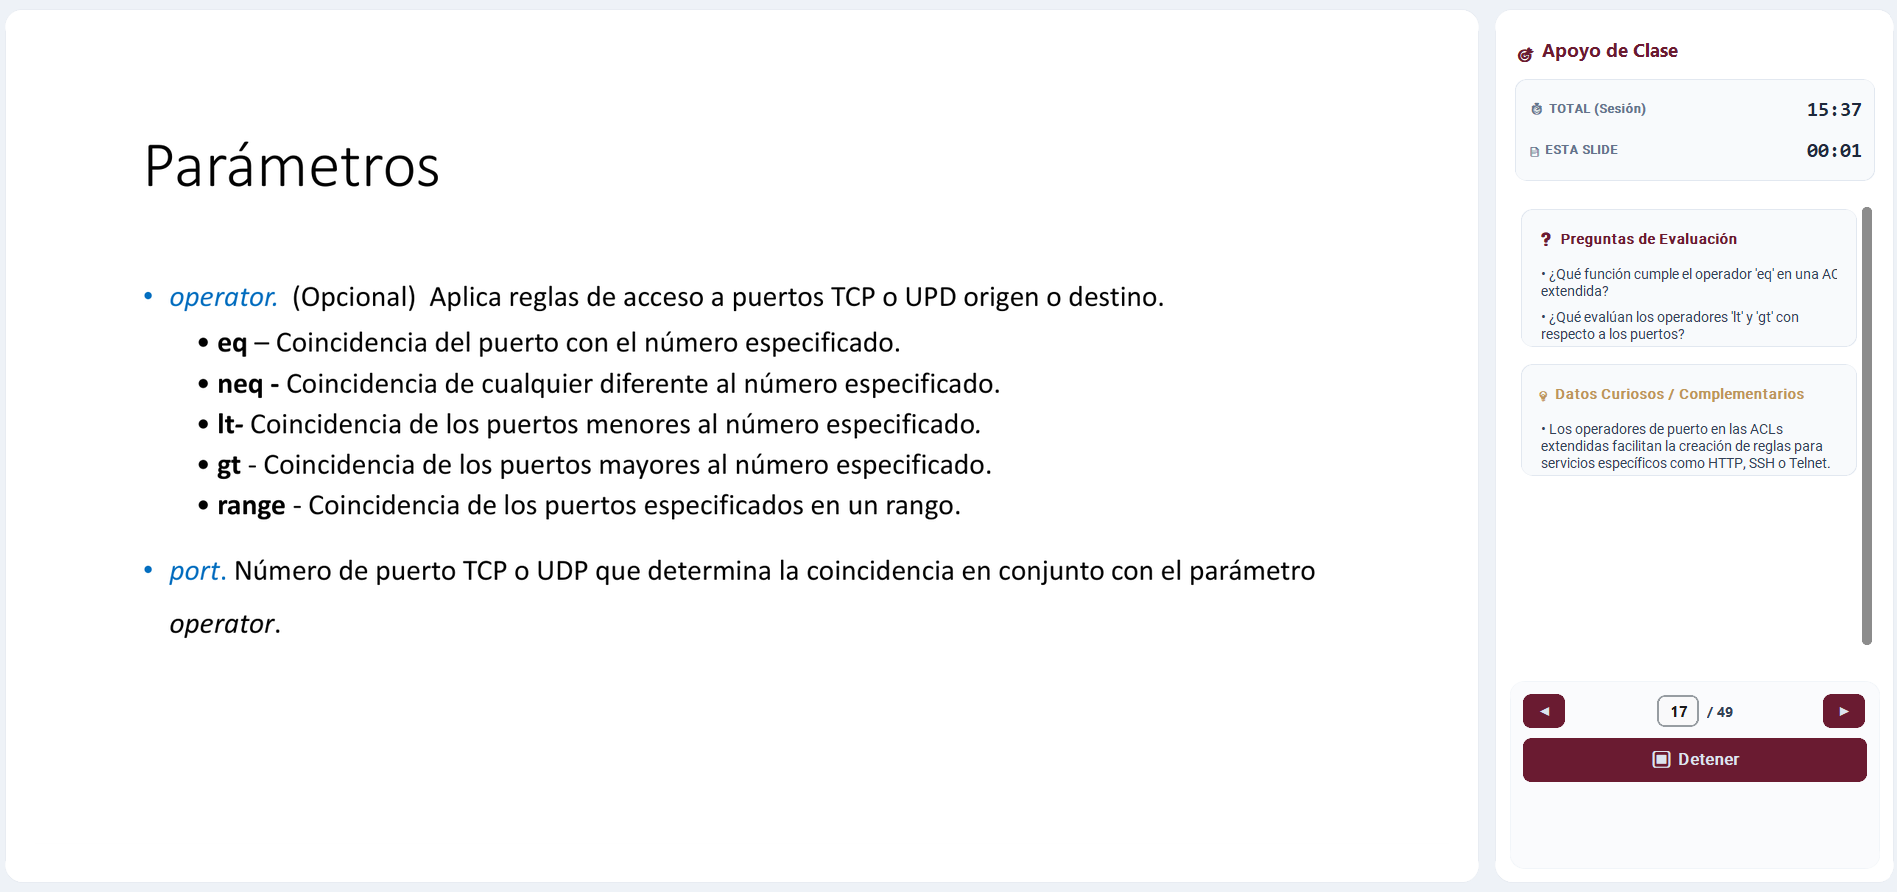 Parámetros
• operator. (Opcional) Aplica reglas de acceso a puertos TCP o UPD origen o destino.
• eq – Coincidencia del puerto con el número especificado.
• neq - Coincidencia de cualquier diferente al número especificado.
• lt- Coincidencia de los puertos menores al número especificado.
• gt - Coincidencia de los puertos mayores al número especificado.
• range - Coincidencia de los puertos especificados en un rango.
• port. Número de puerto TCP o UDP que determina la coincidencia en conjunto con el parámetro
operator.
Apoyo de Clase
TOTAL (Sesión) 15:37
ESTA SLIDE 00:01
? Preguntas de Evaluación
• ¿Qué función cumple el operador 'eq' en una AC
extendida?
• ¿Qué evalúan los operadores 'lt' y 'gt' con
respecto a los puertos?
Datos Curiosos / Complementarios
• Los operadores de puerto en las ACLs
extendidas facilitan la creación de reglas para
servicios específicos como HTTP, SSH o Telnet.
◄ 17 / 49 ►
Detener